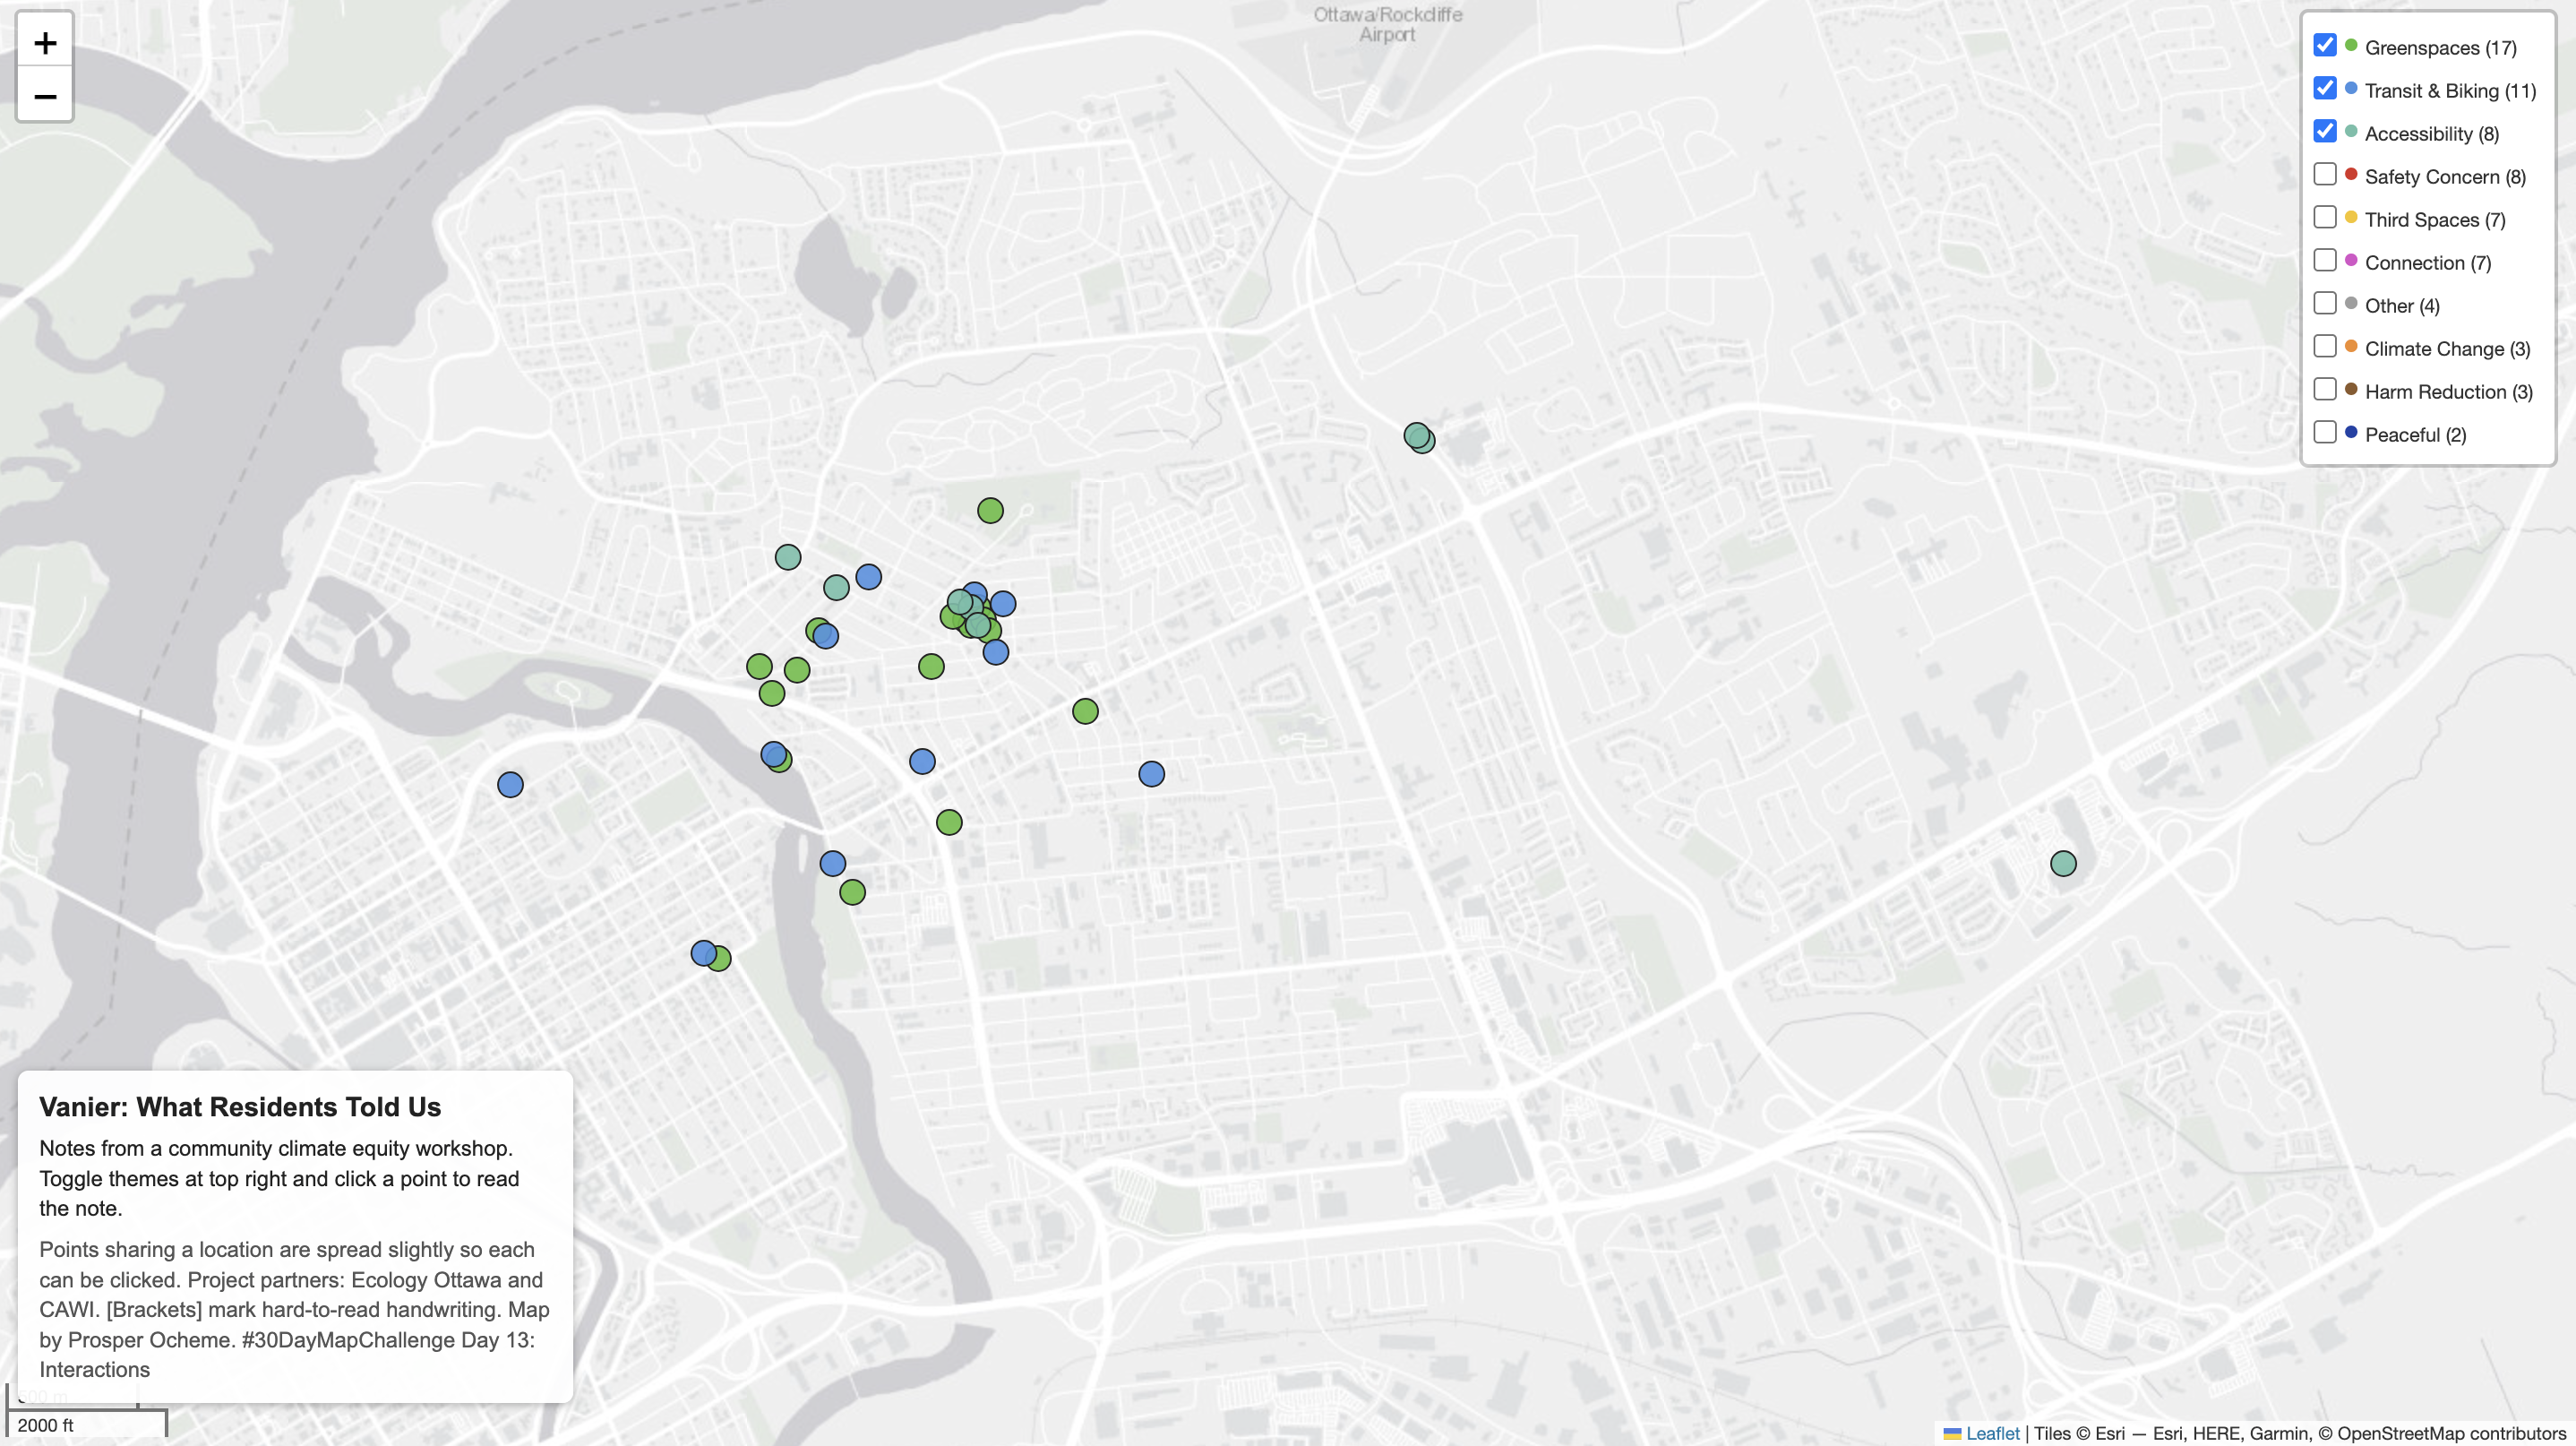 +
−
Ottawa/Rockcliffe
Airport
Greenspaces (17)
Transit & Biking (11)
Accessibility (8)
Safety Concern (8)
Third Spaces (7)
Connection (7)
Other (4)
Climate Change (3)
Harm Reduction (3)
Peaceful (2)
Vanier: What Residents Told Us
Notes from a community climate equity workshop.
Toggle themes at top right and click a point to read
the note.
Points sharing a location are spread slightly so each
can be clicked. Project partners: Ecology Ottawa and
CAWI. [Brackets] mark hard-to-read handwriting. Map
by Prosper Ocheme. #30DayMapChallenge Day 13:
Interactions
2000 ft
Leaflet | Tiles © Esri — Esri, HERE, Garmin, © OpenStreetMap contributors